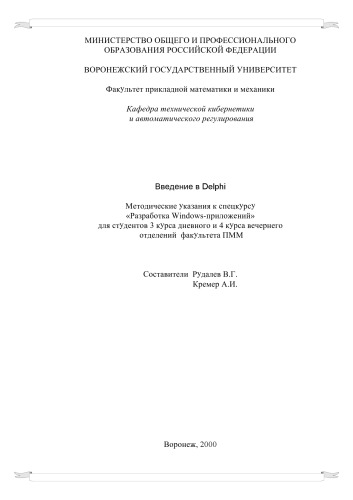 МИНИСТЕРСТВО ОБЩЕГО И ПРОФЕССИОНАЛЬНОГО
ОБРАЗОВАНИЯ РОССИЙСКОЙ ФЕДЕРАЦИИ
ВОРОНЕЖСКИЙ ГОСУДАРСТВЕННЫЙ УНИВЕРСИТЕТ
Факультет прикладной математики и механики
Кафедра технической кибернетики
и автоматического регулирования
Введение в Delphi
Методические указания к спецкурсу
«Разработка Windows-приложений»
для студентов 3 курса дневного и 4 курса вечернего
отделений факультета ПММ
Составители Рудалев В.Г.
Кремер А.И.
Воронеж, 2000